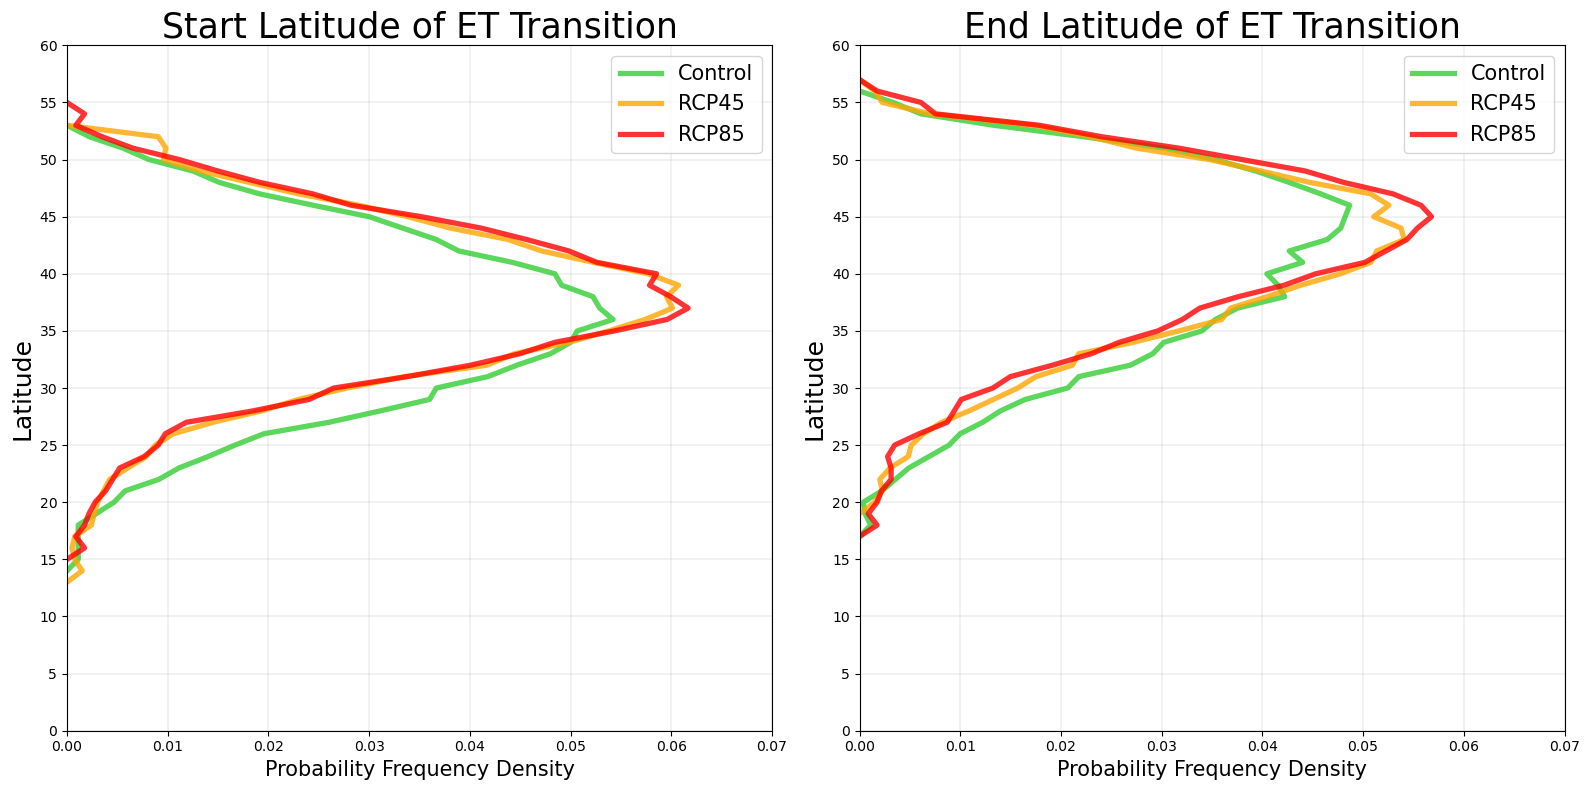 Start Latitude of ET Transition
60
55
50
45
40
35
30
25
20
15
10
5
0
Latitude
0.00 0.01 0.02 0.03 0.04 0.05 0.06 0.07
Probability Frequency Density
Control
RCP45
RCP85
End Latitude of ET Transition
60
55
50
45
40
35
30
25
20
15
10
5
0
Latitude
0.00 0.01 0.02 0.03 0.04 0.05 0.06 0.07
Probability Frequency Density
Control
RCP45
RCP85